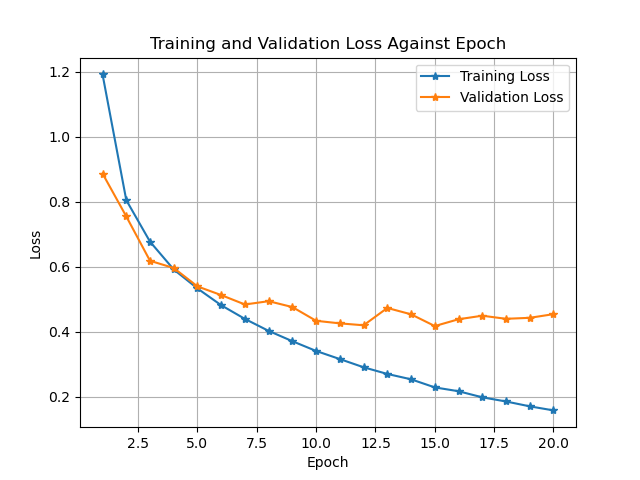 Training and Validation Loss Against Epoch
Training Loss
Validation Loss
Loss
1.2
1.0
0.8
0.6
0.4
0.2
2.5 5.0 7.5 10.0 12.5 15.0 17.5 20.0
Epoch